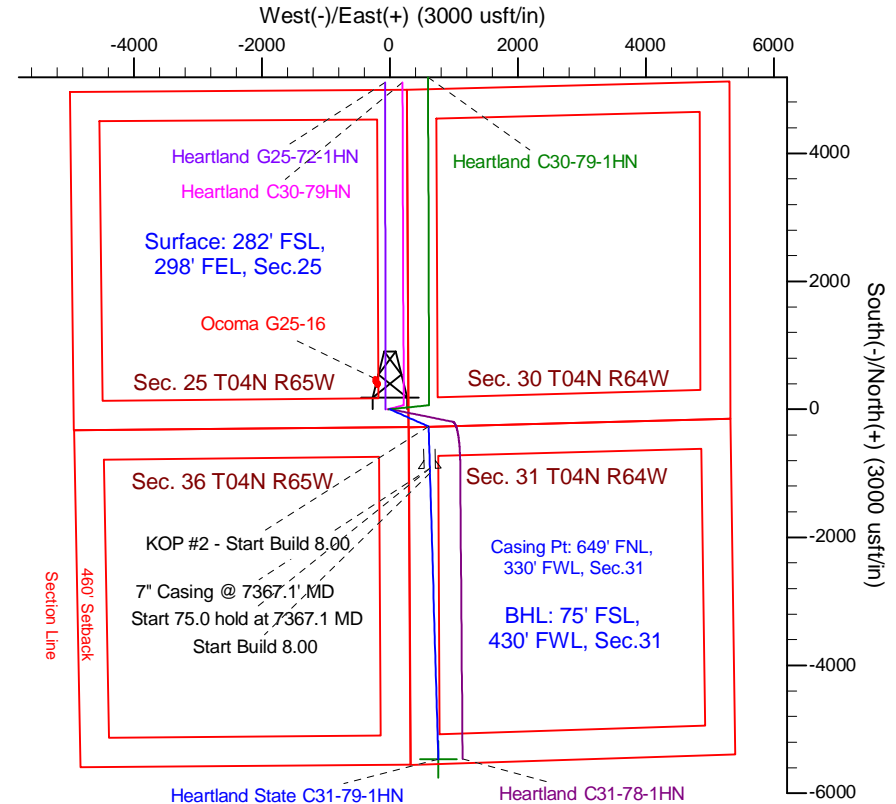 West(-)/East(+) (3000 usft/in)
-4000
-2000
0
2000
4000
6000
Heartland G25-72-1HN
Heartland C30-79-1HN
Heartland C30-79HN
4000
Surface: 282' FSL,
298' FEL, Sec.25
2000
Ocoma G25-16
Sec. 25 T04N R65W
Sec. 30 T04N R64W
0
South(-)/North(+) (3000 usft/in)
Sec. 36 T04N R65W
Sec. 31 T04N R64W
KOP #2 - Start Build 8.00
Casing Pt: 649' FNL,
330' FWL, Sec.31
-2000
7" Casing @ 7367.1' MD
Start 75.0 hold at 7367.1 MD
Start Build 8.00
BHL: 75' FSL,
430' FWL, Sec.31
Section Line
460' Setback
-4000
-6000
Heartland State C31-79-1HN
Heartland C31-78-1HN